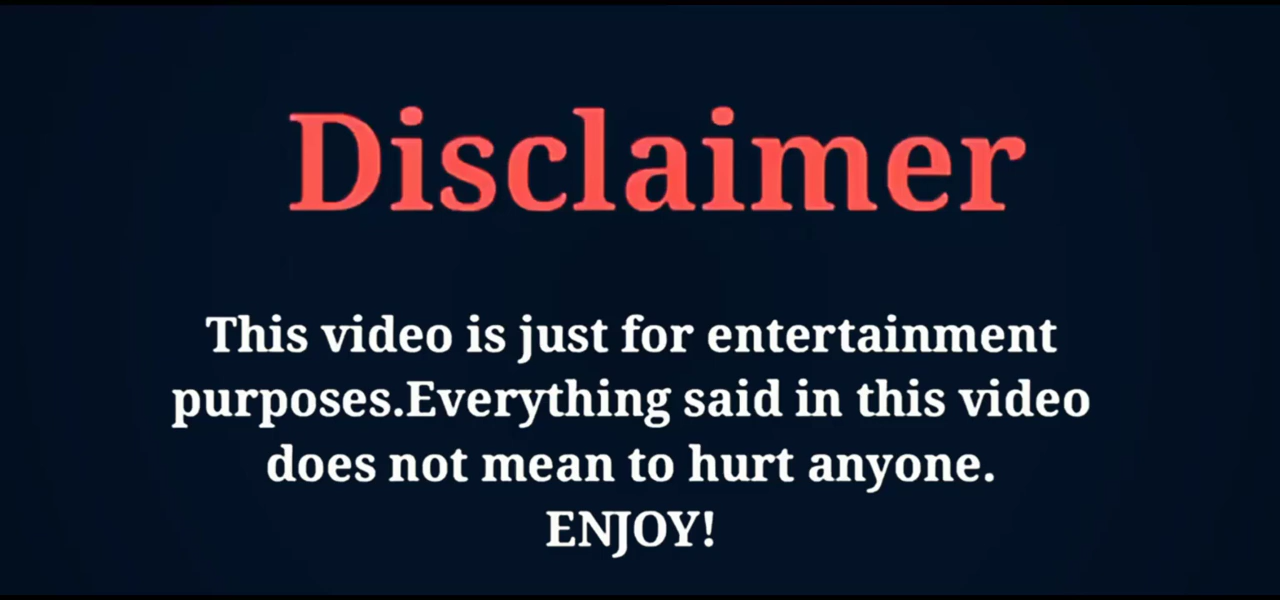 Disclaimer
This video is just for entertainment
purposes.Everything said in this video
does not mean to hurt anyone.
ENJOY!